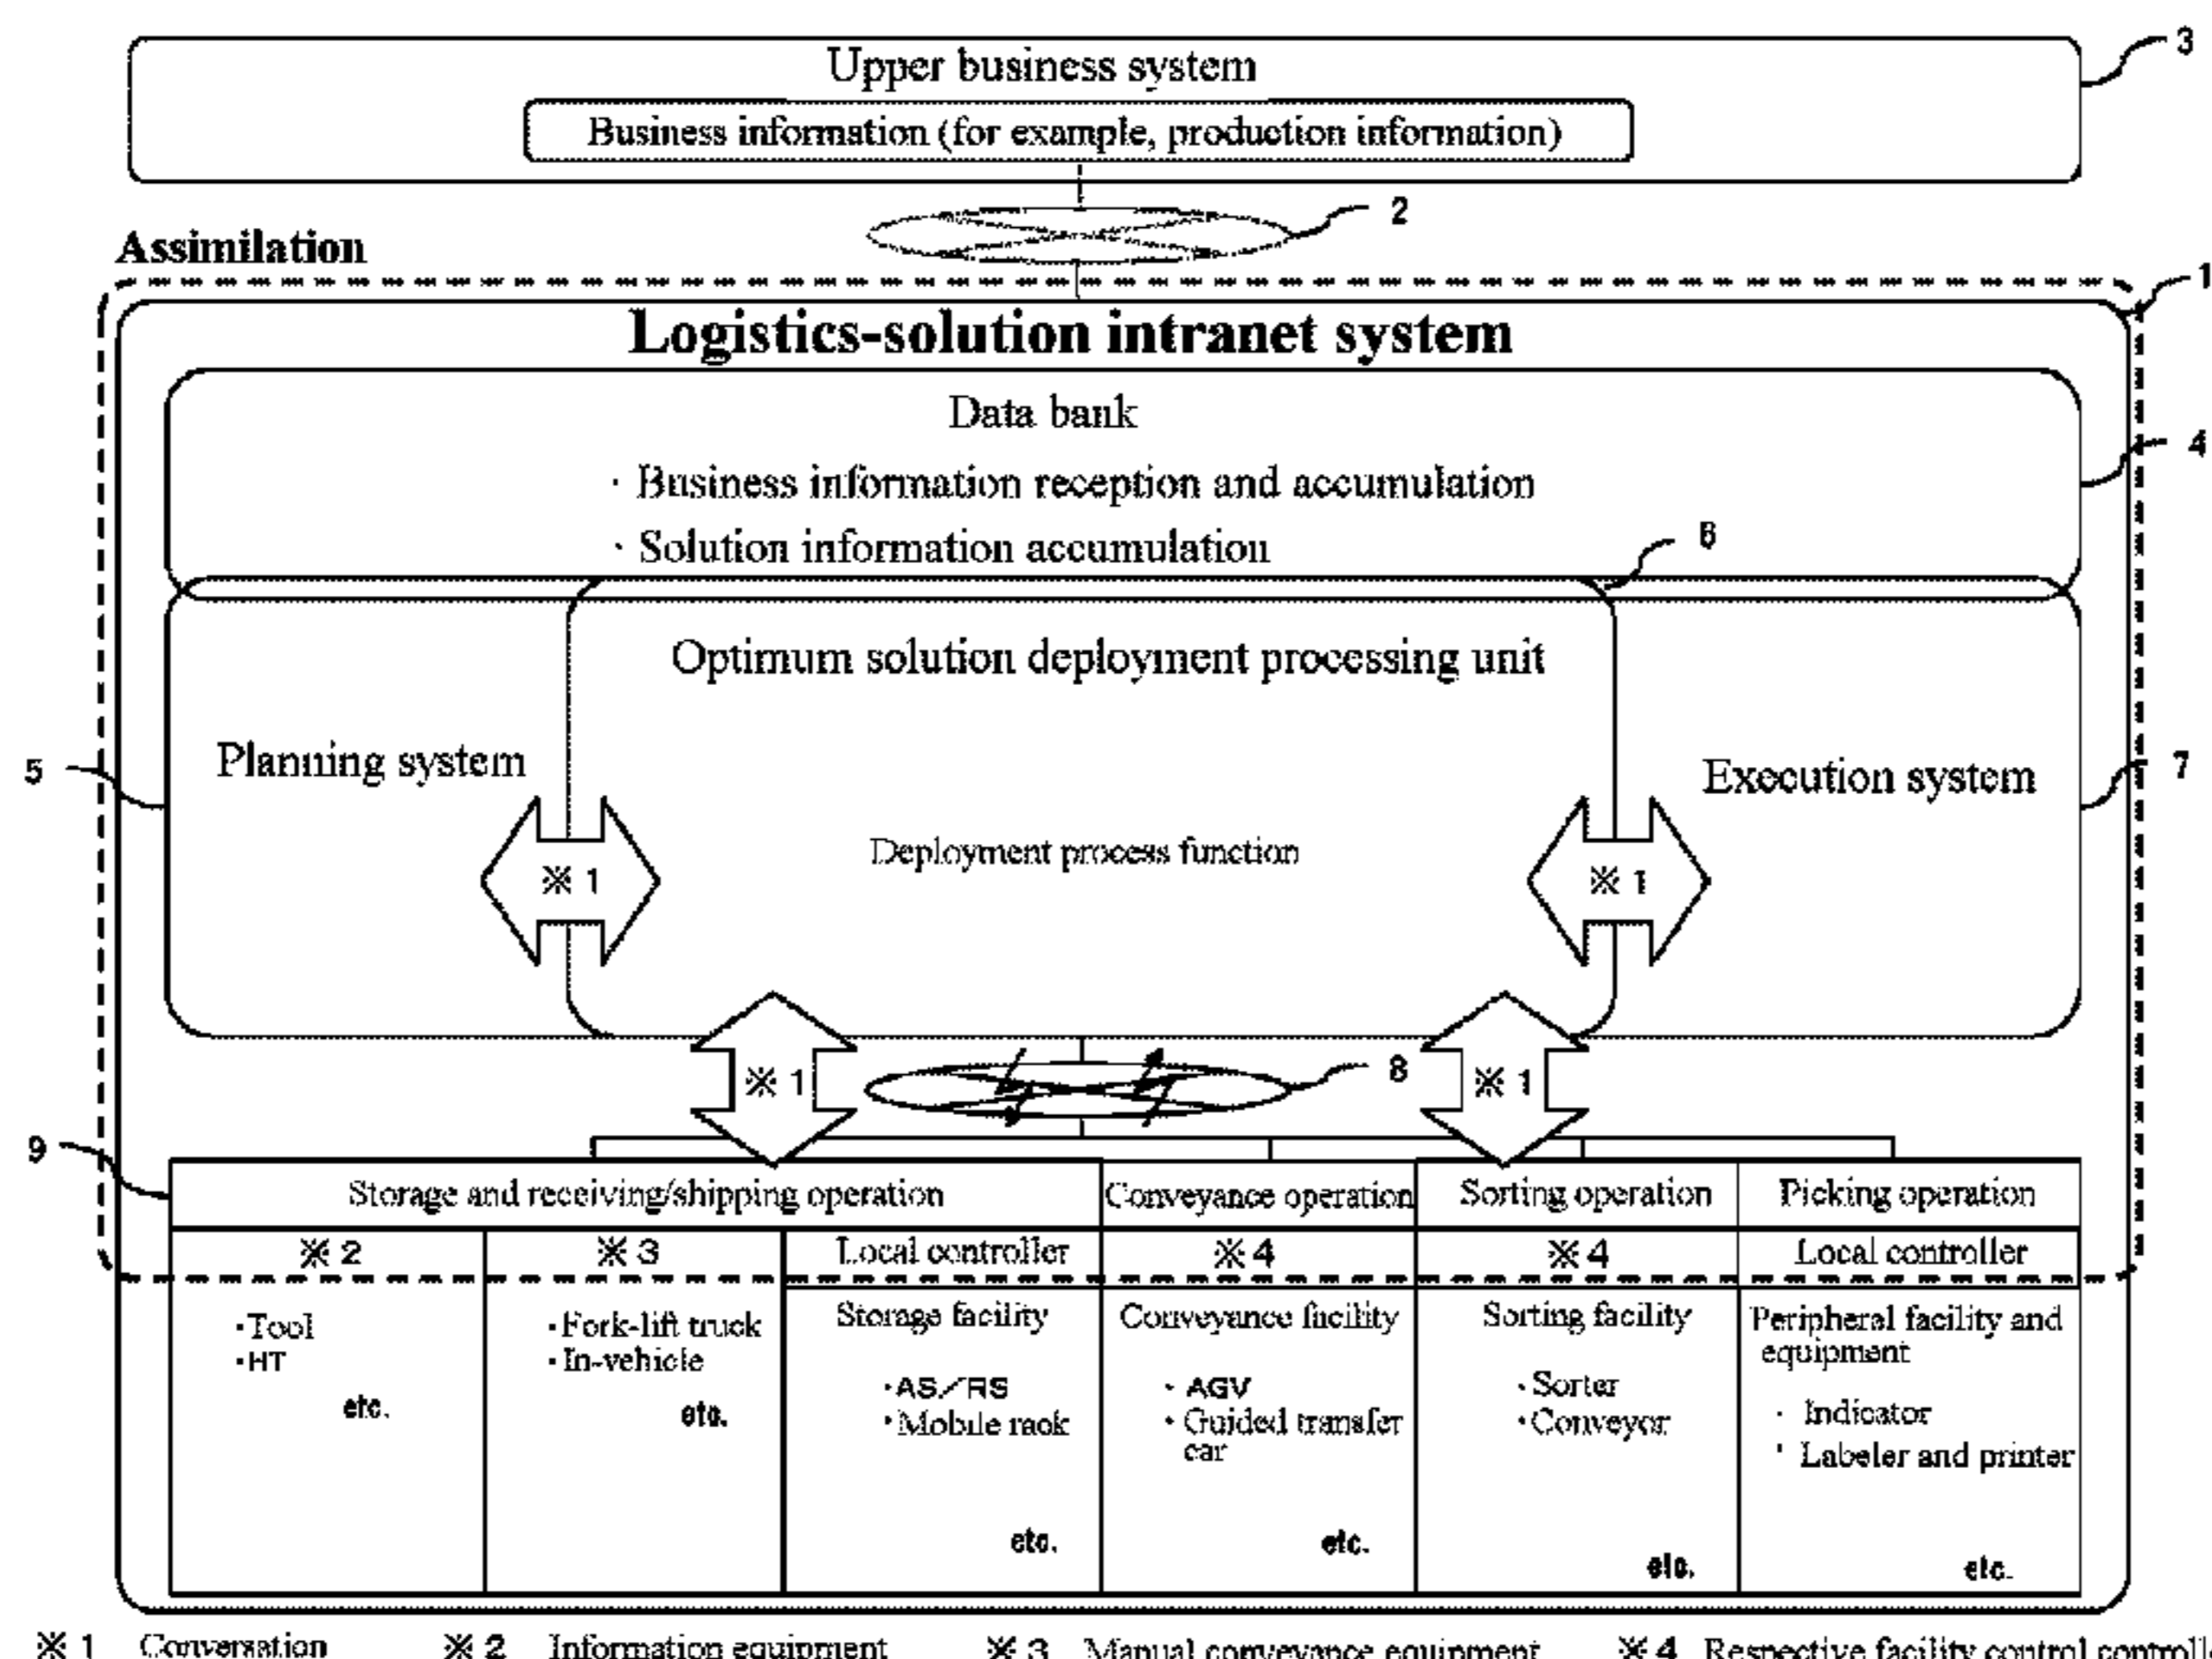 Upper business system
3
Business information (for example, production information)
2
Assimilation
1
Logistics-solution intranet system
Data bank
4
· Business information reception and accumulation
· Solution information accumulation
6
Optimum solution deployment processing unit
5
Planning system
Execution system
7
Deployment process function
※1
※1
※1
8
※1
9
Storage and receiving/shipping operation
Conveyance operation
Sorting operation
Picking operation
※2
※3
Local controller
※4
※4
Local controller
·Tool
·HT
etc.
·Fork-lift truck
·In-vehicle
etc.
Storage facility
·AS/RS
·Mobile rack
etc.
Conveyance facility
· AGV
· Guided transfer
car
etc.
Sorting facility
·Sorter
·Conveyor
etc.
Peripheral facility and
equipment
· Indicator
· Labeler and printer
etc.
※1 Conversation
※2 Information equipment
※3 Manual conveyance equipment
※4 Respective facility control